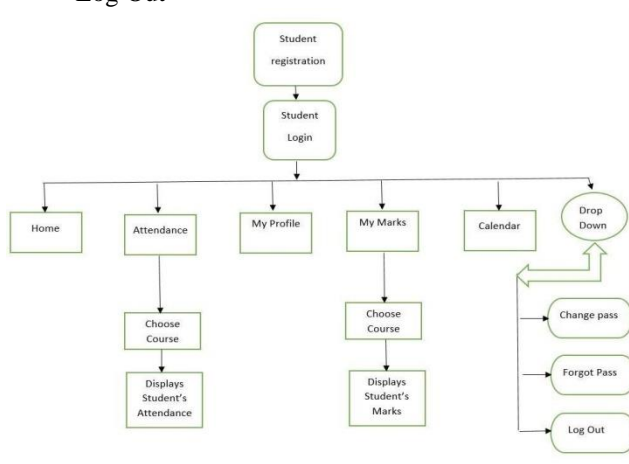 Log Out
Student
registration
Student
Login
Home
Attendance
My Profile
My Marks
Calendar
Drop
Down
Choose
Course
Choose
Course
Change pass
Displays
Student's
Attendance
Displays
Student's
Marks
Forgot Pass
Log Out